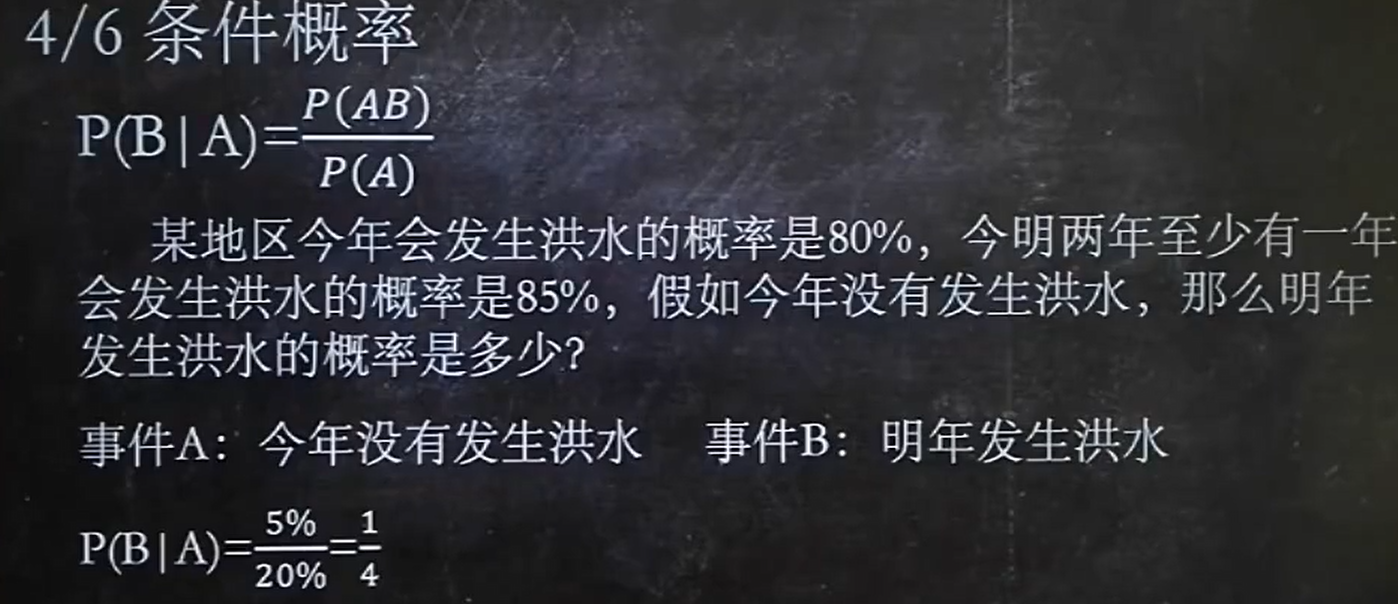 4/6 条件概率
P(B|A)=P(AB)/P(A)
某地区今年会发生洪水的概率是80%，今明两年至少有一年
会发生洪水的概率是85%，假如今年没有发生洪水，那么明年
发生洪水的概率是多少？
事件A：今年没有发生洪水 事件B：明年发生洪水
P(B|A)=5%/20%=1/4